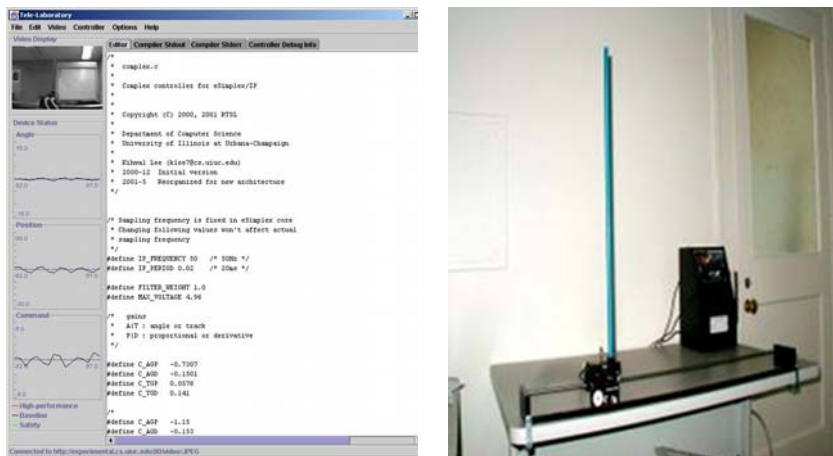 Tele-Laboratory
File Edit Video Controller Options Help
Video Display
Editor Compiler Stdout Compiler Stderr Controller Debug Info
/*
* complex.c
*
* Complex controller for eSimplex/IP
*
*
* Copyright (C) 2000, 2001 RTSL
*
* Department of Computer Science
* University of Illinois at Urbana-Champaign
*
* Kihwal Lee (klee7@cs.uiuc.edu)
* 2000-12 Initial version
* 2001-5 Reorganized for new architecture
*/
/* Sampling frequency is fixed in eSimplex core
* Changing following values won't affect actual
* sampling frequency
*/
#define IP_FREQUENCY 50 /* 50Hz */
#define IP_PERIOD 0.02 /* 20ms */
#define FILTER_WEIGHT 1.0
#define MAX_VOLTAGE 4.96
/* gains
* A|T : angle or track
* P|D : proportional or derivative
*/
#define C_AGP -0.7307
#define C_AGD -0.1501
#define C_TGP 0.0576
#define C_TGD 0.141
/*
#define C_AGP -1.15
#define C_AGD -0.153
Device Status
Angle
Position
Command
High-performance
Baseline
Safety